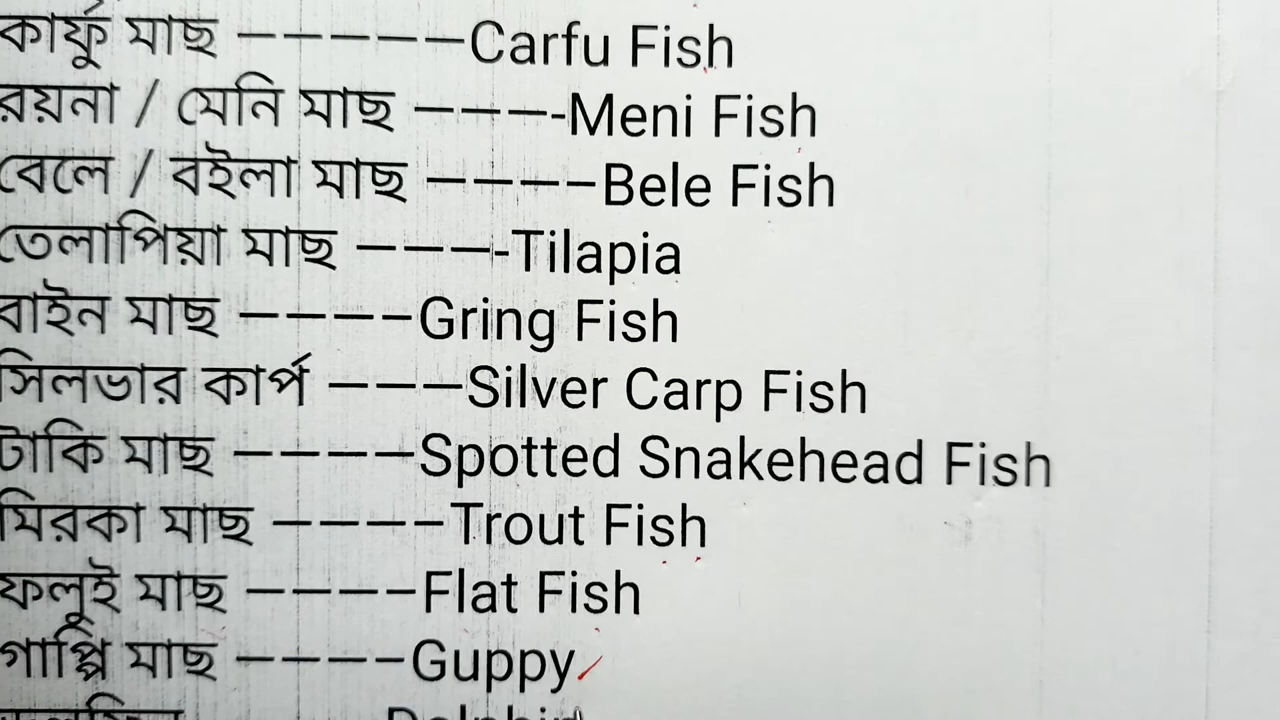 কার্ফু মাছ −−−−−Carfu Fish
রয়না / মেনি মাছ −−−-Meni Fish
বেলে / বইলা মাছ −−−−Bele Fish
তেলাপিয়া মাছ −−−-Tilapia
বাইন মাছ −−−−Gring Fish
সিলভার কার্প −−−Silver Carp Fish
টাকি মাছ −−−−Spotted Snakehead Fish
মিরকা মাছ −−−−Trout Fish
ফলুই মাছ −−−−Flat Fish
গাপ্পি মাছ −−−−Guppy
Dolphin